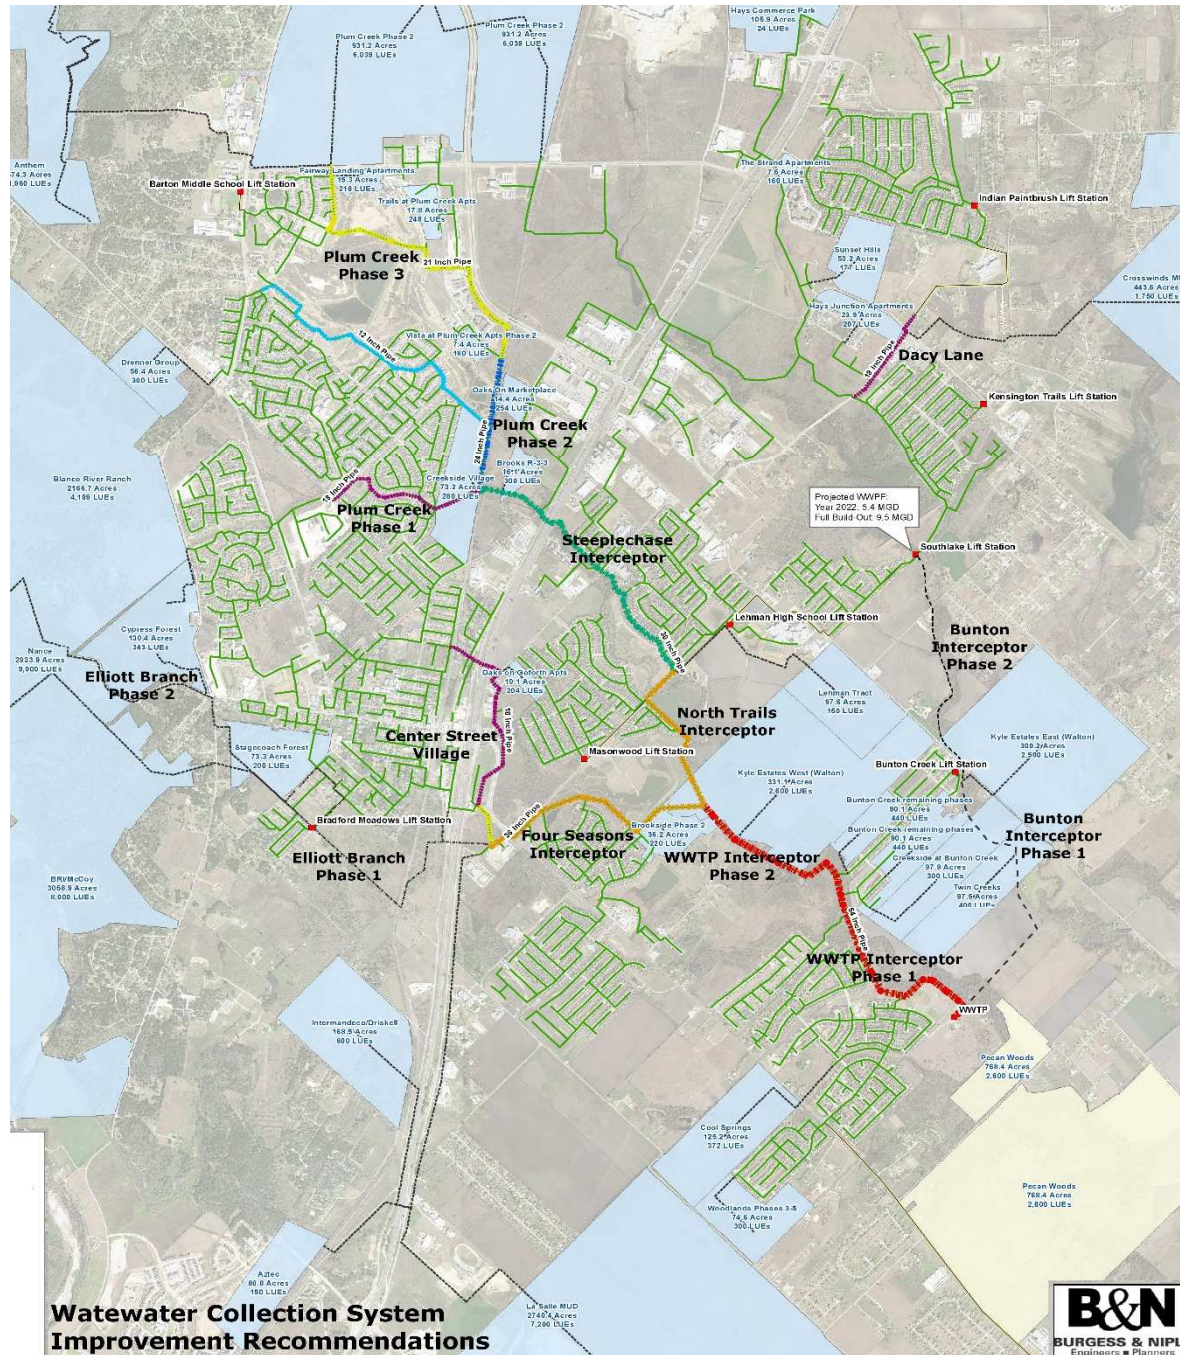 Hays Commerce Park
105.9 Acres
24 LUEs
Plum Creek Phase 2
931.2 Acres
6,039 LUEs
Plum Creek Phase 2
931.2 Acres
6,039 LUEs
Anthem
Barton Middle School Lift Station
Fairway Landing Apartments
15.3 Acres
216 LUEs
Trails at Plum Creek Apts
17.8 Acres
248 LUEs
The Strand Apartments
7.6 Acres
160 LUEs
Indian Paintbrush Lift Station
Plum Creek
Phase 3
21 Inch Pipe
Sunset Hills
53.2 Acres
177 LUEs
443.6 Acres
1,750 LUEs
Hays Junction Apartments
23.9 Acres
207 LUEs
12 Inch Pipe
Vista at Plum Creek Apts Phase 2
7.4 Acres
180 LUEs
18 Inch Pipe
Dacy Lane
Drenner Group
56.4 Acres
300 LUEs
Oaks On Marketplace
14.4 Acres
254 LUEs
Kensington Trails Lift Station
Plum Creek
Phase 2
24 Inch Pipe
Brooks R-3-3
16.1 Acres
300 LUEs
Blanco River Ranch
2166.7 Acres
4,199 LUEs
18 Inch Pipe
Creekside Village
73.2 Acres
280 LUEs
Plum Creek
Phase 1
Projected WWPF:
Year 2022: 5.4 MGD
Full Build-Out: 9.5 MGD
Steeplechase
Interceptor
Southlake Lift Station
Lehman High School Lift Station
30 Inch Pipe
Bunton
Interceptor
Phase 2
Cypress Forest
130.4 Acres
343 LUEs
Nance
2933.9 Acres
9,000 LUEs
Elliott Branch
Phase 2
Oaks on Goforth Apts
10.1 Acres
204 LUEs
Lehman Tract
97.6 Acres
160 LUEs
18 Inch Pipe
North Trails
Interceptor
Center Street
Village
Stagecoach Forest
73.3 Acres
200 LUEs
Masonwood Lift Station
Kyle Estates East (Walton)
300.2 Acres
2,500 LUEs
Bunton Creek Lift Station
Kyle Estates West (Walton)
331.1 Acres
2,600 LUEs
Bunton Creek remaining phases
90.1 Acres
440 LUEs
Bradford Meadows Lift Station
36 Inch Pipe
Four Seasons
Interceptor
Brookside Phase 2
36.2 Acres
220 LUEs
Bunton Creek remaining phases
90.1 Acres
440 LUEs
Bunton
Interceptor
Phase 1
Elliott Branch
Phase 1
WWTP Interceptor
Phase 2
Creekside at Bunton Creek
97.9 Acres
300 LUEs
BRI/McCoy
3058.9 Acres
8,000 LUEs
Twin Creeks
97.5 Acres
400 LUEs
54 Inch Pipe
WWTP Interceptor
Phase 1
WWTP
Intermandeco/Driskell
168.5 Acres
600 LUEs
Pecan Woods
768.4 Acres
2,600 LUEs
Cool Springs
125.2 Acres
372 LUEs
Pecan Woods
768.4 Acres
2,600 LUEs
Woodlands Phases 3-5
74.6 Acres
300 LUEs
Aztec
80.8 Acres
150 LUEs
La Salle MUD
2740.4 Acres
7,200 LUEs
Watewater Collection System
Improvement Recommendations
B&N
BURGESS & NIPL
Engineers ■ Planners